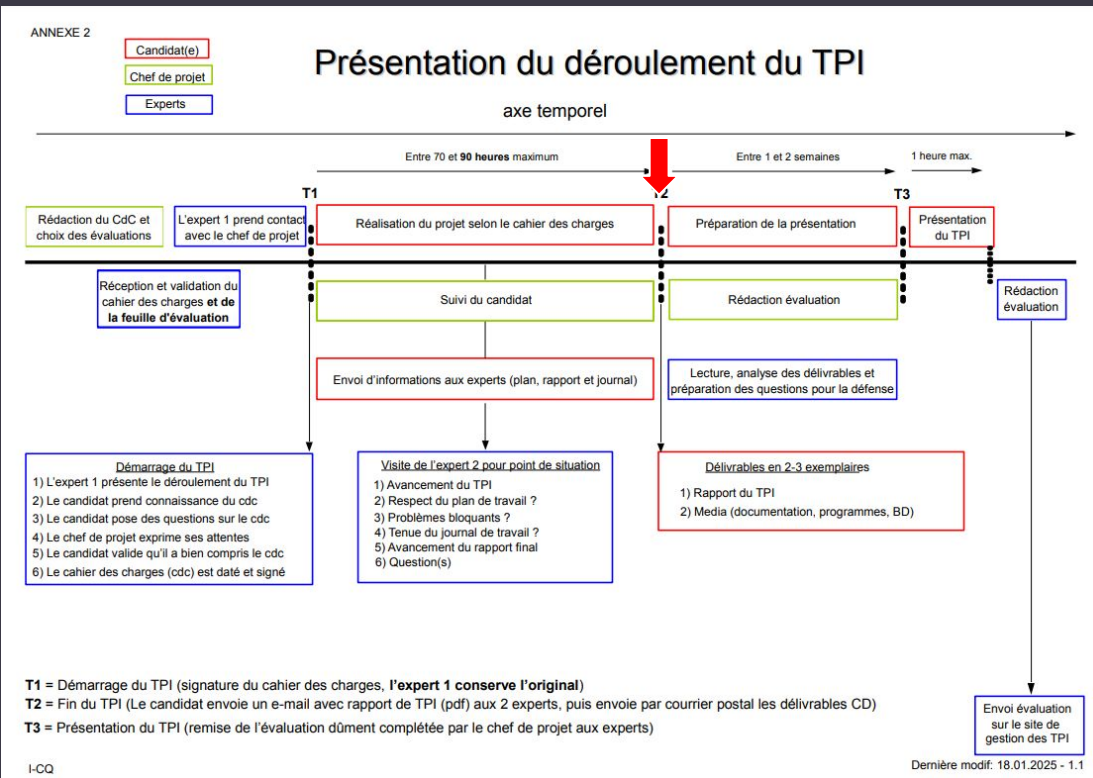 ANNEXE 2
Candidat(e)
Chef de projet
Experts
Présentation du déroulement du TPI
axe temporel
Entre 70 et 90 heures maximum
Entre 1 et 2 semaines
1 heure max.
T1
T2
T3
Rédaction du CdC et
choix des évaluations
L'expert 1 prend contact
avec le chef de projet
Réalisation du projet selon le cahier des charges
Préparation de la présentation
Présentation
du TPI
Réception et validation du
cahier des charges et de
la feuille d'évaluation
Suivi du candidat
Rédaction évaluation
Rédaction
évaluation
Envoi d'informations aux experts (plan, rapport et journal)
Lecture, analyse des délivrables et
préparation des questions pour la défense
Démarrage du TPI
1) L'expert 1 présente le déroulement du TPI
2) Le candidat prend connaissance du cdc
3) Le candidat pose des questions sur le cdc
4) Le chef de projet exprime ses attentes
5) Le candidat valide qu'il a bien compris le cdc
6) Le cahier des charges (cdc) est daté et signé
Visite de l'expert 2 pour point de situation
1) Avancement du TPI
2) Respect du plan de travail ?
3) Problèmes bloquants ?
4) Tenue du journal de travail ?
5) Avancement du rapport final
6) Question(s)
Délivrables en 2-3 exemplaires
1) Rapport du TPI
2) Media (documentation, programmes, BD)
T1 = Démarrage du TPI (signature du cahier des charges, l'expert 1 conserve l'original)
T2 = Fin du TPI (Le candidat envoie un e-mail avec rapport de TPI (pdf) aux 2 experts, puis envoie par courrier postal les délivrables CD)
T3 = Présentation du TPI (remise de l'évaluation dûment complétée par le chef de projet aux experts)
Envoi évaluation
sur le site de
gestion des TPI
I-CQ
Dernière modif: 18.01.2025 - 1.1